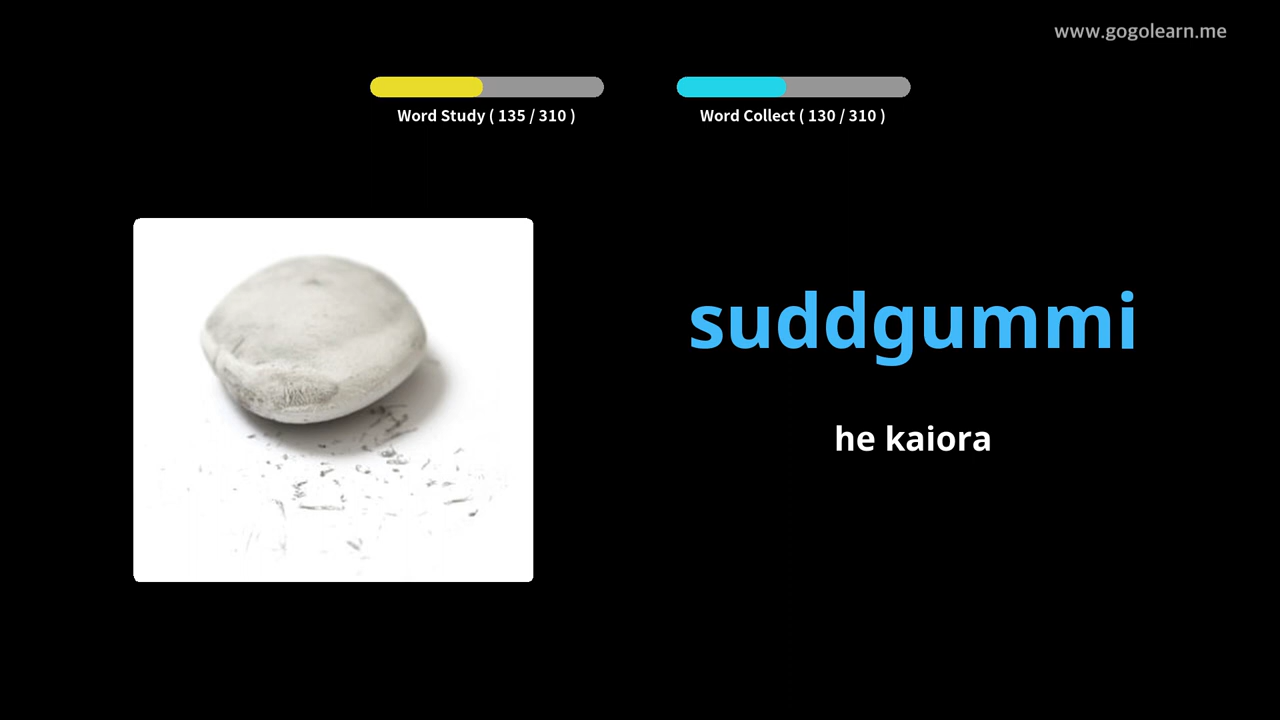 www.gogolearn.me
Word Study ( 135 / 310 )
Word Collect ( 130 / 310 )
suddgummi
he kaiora